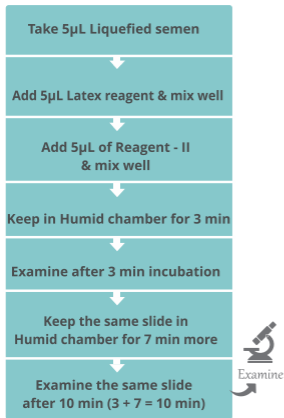 Take 5µL Liquefied semen
Add 5µL Latex reagent & mix well
Add 5µL of Reagent - II
& mix well
Keep in Humid chamber for 3 min
Examine after 3 min incubation
Keep the same slide in
Humid chamber for 7 min more
Examine the same slide
after 10 min (3 + 7 = 10 min)
Examine